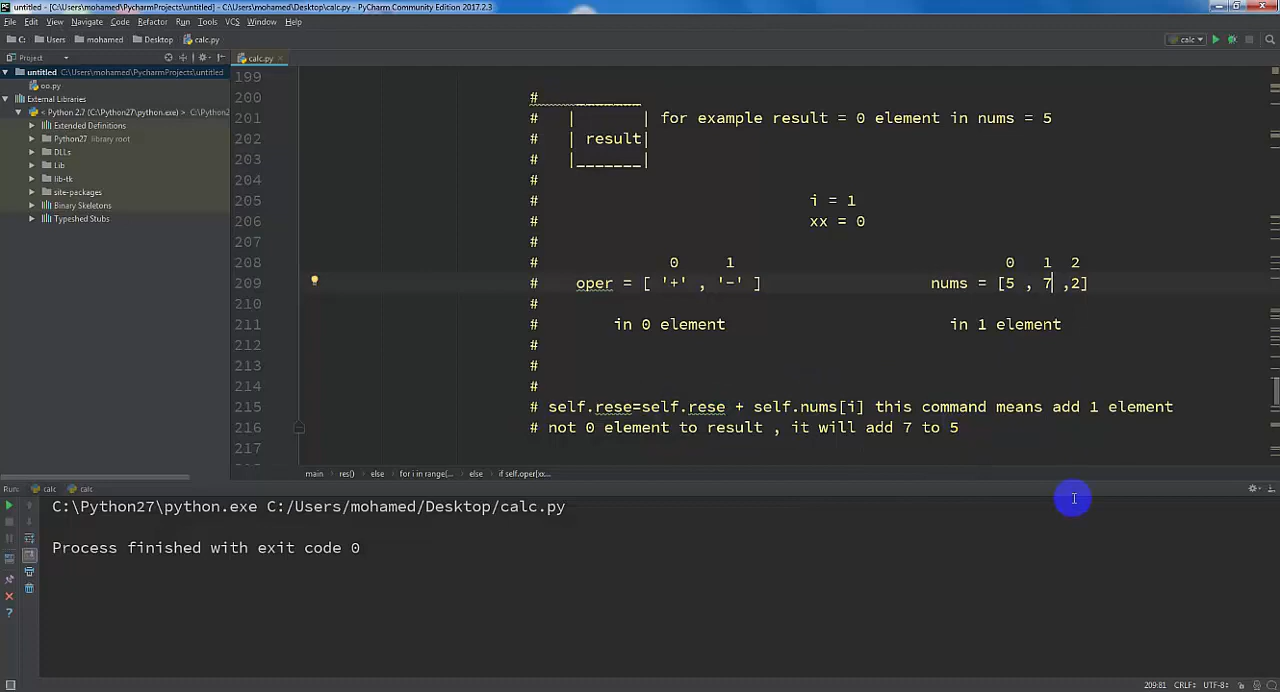 untitled - [C:\Users\mohamed\PycharmProjects\untitled] - C:\Users\mohamed\Desktop\calc.py - PyCharm Community Edition 2017.2.3
File Edit View Navigate Code Refactor Run Tools VCS Window Help
C: Users mohamed Desktop calc.py
calc
Project
calc.py
untitled C:\Users\mohamed\PycharmProjects\untitled
oo.py
External Libraries
< Python 2.7 (C:\Python27\python.exe) > C:\Python2
Extended Definitions
Python27 library root
DLLs
Lib
lib-tk
site-packages
Binary Skeletons
Typeshed Stubs
199
200 #_ _______
201 # | | for example result = 0 element in nums = 5
202 # | result|
203 # |_______|
204 #
205 # i = 1
206 # xx = 0
207 #
208 # 0 1 0 1 2
209 # oper = [ '+' , '-' ] nums = [5 , 7 ,2]
210 #
211 # in 0 element in 1 element
212 #
213 #
214 #
215 # self.rese=self.rese + self.nums[i] this command means add 1 element
216 # not 0 element to result , it will add 7 to 5
217
main res() else for i in range(... else if self.oper[xx...
Run: calc calc
C:\Python27\python.exe C:/Users/mohamed/Desktop/calc.py
Process finished with exit code 0
209:81 CRLF÷ UTF-8÷